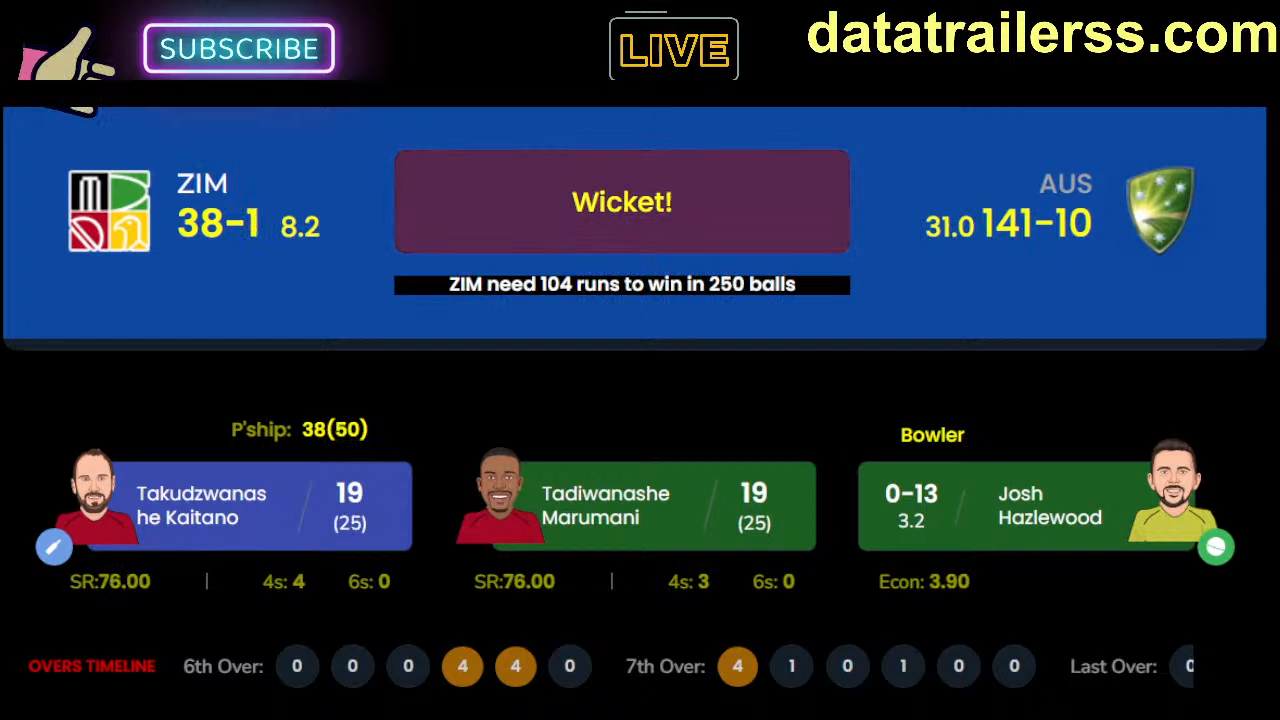 SUBSCRIBE
LIVE
datatrailerss.com
ZIM
38-1 8.2
Wicket!
ZIM need 104 runs to win in 250 balls
AUS
31.0 141-10
P'ship: 38(50)
Takudzwanas
he Kaitano
19
(25)
SR:76.00 | 4s: 4 6s: 0
Tadiwanashe
Marumani
19
(25)
SR:76.00 | 4s: 3 6s: 0
Bowler
0-13
3.2
Josh
Hazlewood
Econ: 3.90
OVERS TIMELINE 6th Over: 0 0 0 4 4 0 7th Over: 4 1 0 1 0 0 Last Over: 0